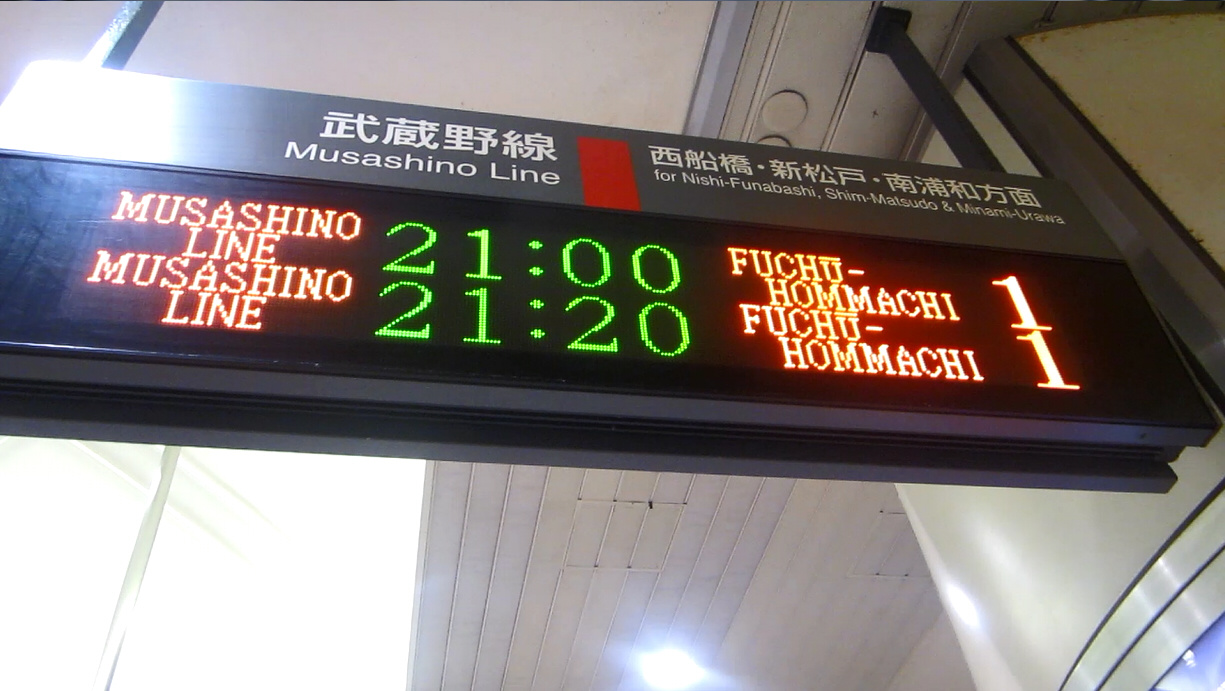 武蔵野線
Musashino Line
西船橋・新松戸・南浦和方面
for Nishi-Funabashi, Shim-Matsudo & Minami-Urawa
MUSASHINO LINE 21:00 FUCHŪ-HOMMACHI 1
MUSASHINO LINE 21:20 FUCHŪ-HOMMACHI 1